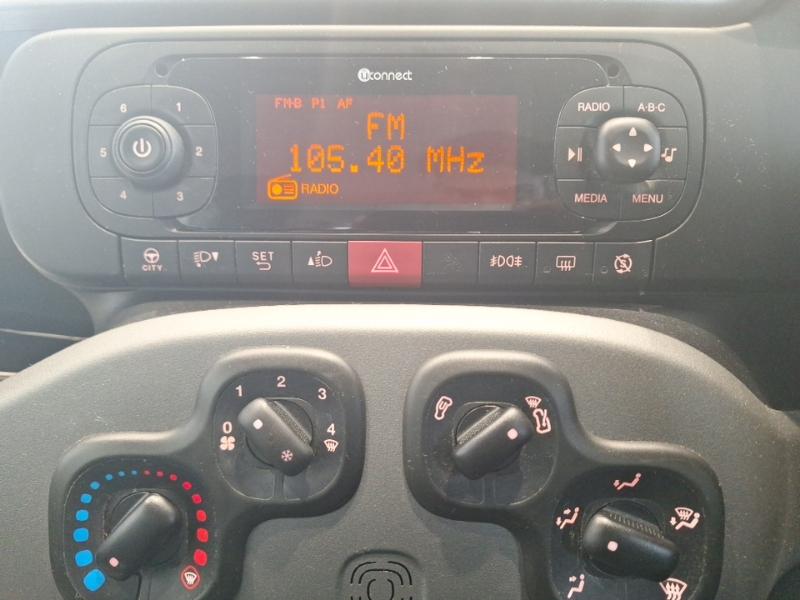 uconnect
FM-B P1 AF
FM
105.40 MHz
RADIO
6 1
5 2
4 3
RADIO A·B·C
MEDIA MENU
CITY
SET
0 1 2 3 4